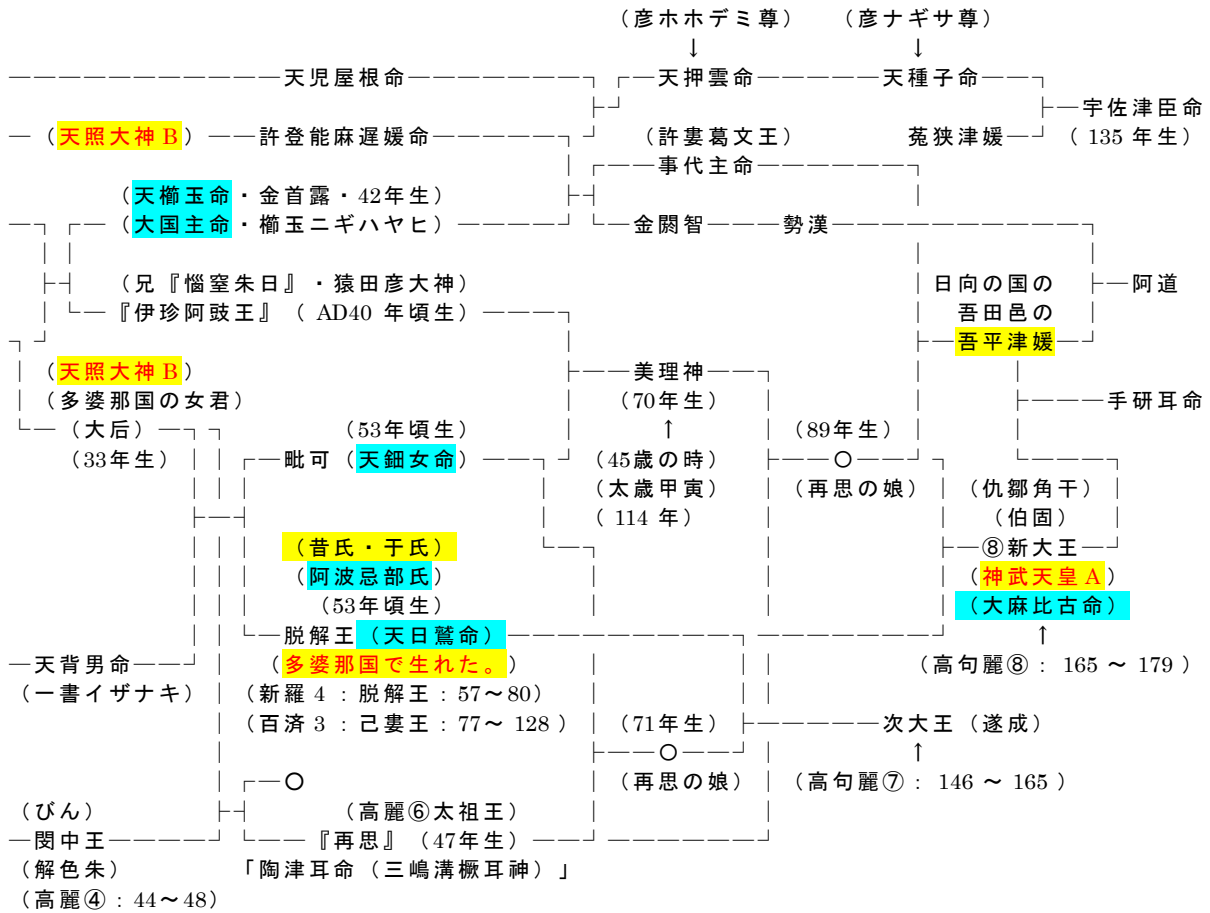 （彦ホホデミ尊） （彦ナギサ尊）
↓ ↓
天児屋根命 天押雲命 天種子命
宇佐津臣命
（天照大神 B） 許登能麻遅媛命 （許婁葛文王） 菟狭津媛 （ 135 年生）
事代主命
（天櫛玉命・金首露・42年生）
（大国主命・櫛玉ニギハヤヒ） 金閼智 勢漢
（兄『惱窒朱日』・猿田彦大神） 日向の国の 阿道
『伊珍阿豉王』（ AD40 年頃生） 吾田邑の
吾平津媛
（天照大神 B） 美理神
（多婆那国の女君） （70年生） 手研耳命
（大后） （53年頃生） ↑ （89年生）
（33年生） 毗可（天鈿女命） （45歳の時） ○
（太歳甲寅） （再思の娘） （仇鄒角干）
（ 114 年） （伯固）
（昔氏・于氏） ⑧新大王
（阿波忌部氏） （神武天皇 A）
（53年頃生） （大麻比古命）
脱解王（天日鷲命） ↑
天背男命 （多婆那国で生れた。） （高句麗⑧ : 165 ～ 179 ）
（一書イザナキ） （新羅 4 : 脱解王 : 57～80）
（百済 3 : 己婁王 : 77～ 128 ） （71年生） 次大王（遂成）
○ ↑
○ （再思の娘） （高句麗⑦ : 146 ～ 165 ）
（びん） （高麗⑥太祖王）
閔中王 『再思』（47年生）
（解色朱） 「陶津耳命（三嶋溝橛耳神）」
（高麗④ : 44～48）